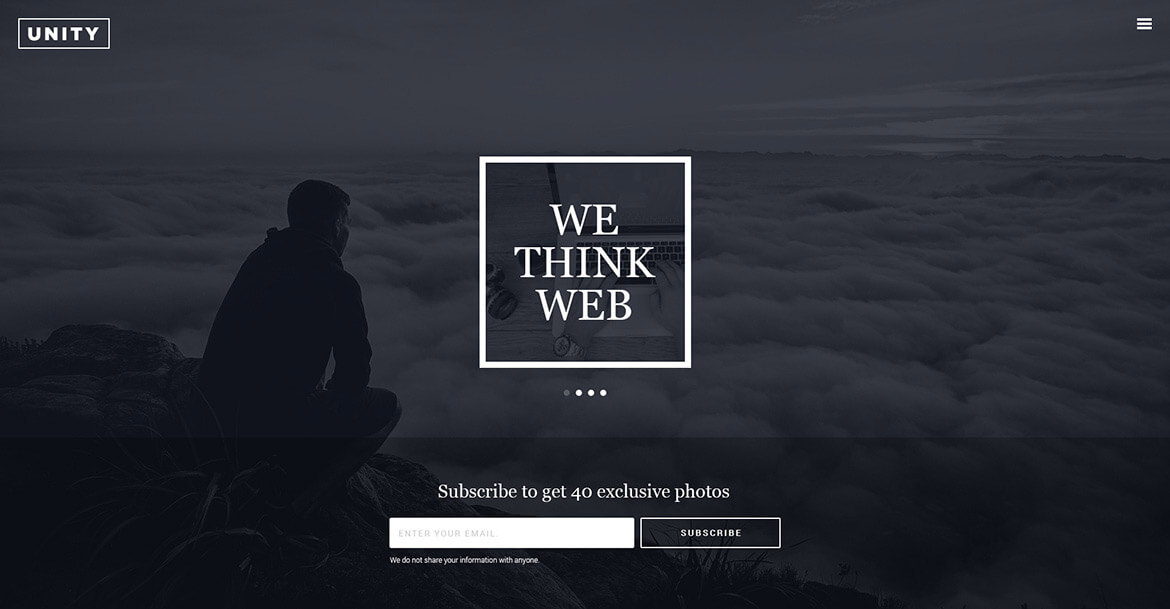 UNITY
WE
THINK
WEB
Subscribe to get 40 exclusive photos
ENTER YOUR EMAIL.
SUBSCRIBE
We do not share your information with anyone.